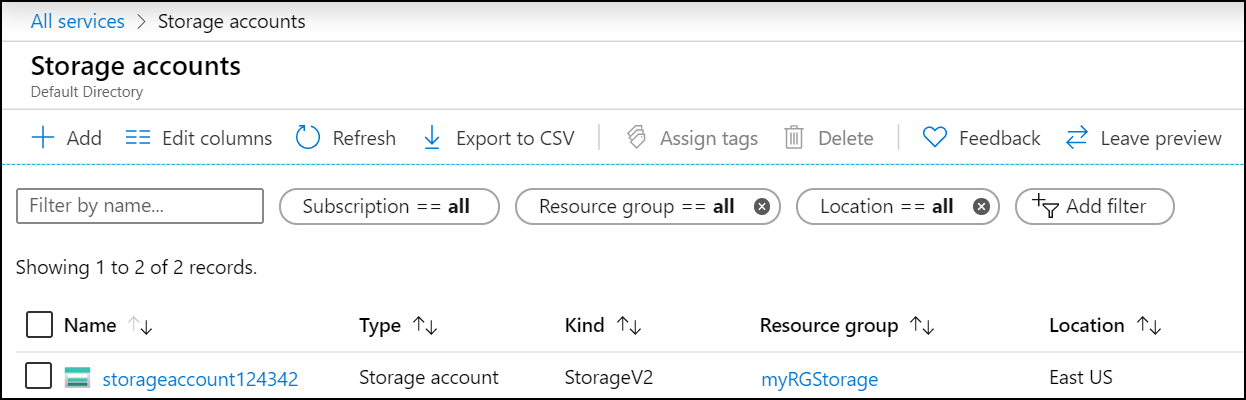 All services > Storage accounts
Storage accounts
Default Directory
Add Edit columns Refresh Export to CSV Assign tags Delete Feedback Leave preview
Filter by name... Subscription == all Resource group == all Location == all Add filter
Showing 1 to 2 of 2 records.
Name Type Kind Resource group Location
storageaccount124342 Storage account StorageV2 myRGStorage East US